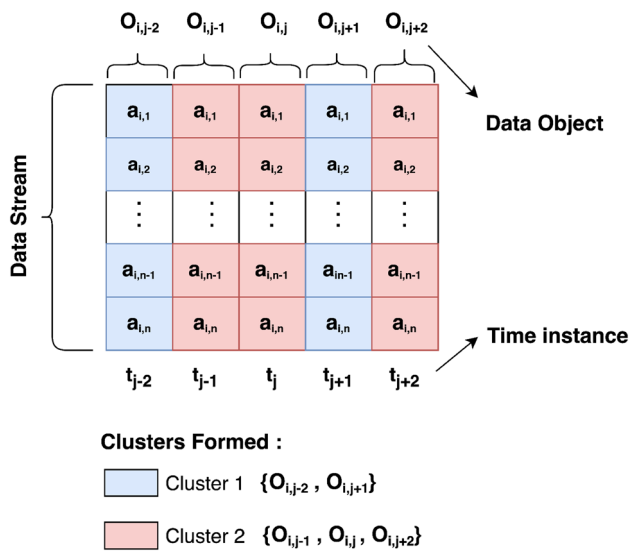 O_{i,j-2} O_{i,j-1} O_{i,j} O_{i,j+1} O_{i,j+2}
Data Object
Data Stream
a_{i,1} a_{i,1} a_{i,1} a_{i,1} a_{i,1}
a_{i,2} a_{i,2} a_{i,2} a_{i,2} a_{i,2}
⋮ ⋮ ⋮ ⋮ ⋮
a_{i,n-1} a_{i,n-1} a_{i,n-1} a_{in-1} a_{i,n-1}
a_{i,n} a_{i,n} a_{i,n} a_{i,n} a_{i,n}
Time instance
t_{j-2} t_{j-1} t_{j} t_{j+1} t_{j+2}
Clusters Formed :
Cluster 1 {O_{i,j-2} , O_{i,j+1}}
Cluster 2 {O_{i,j-1} , O_{i,j} , O_{i,j+2}}